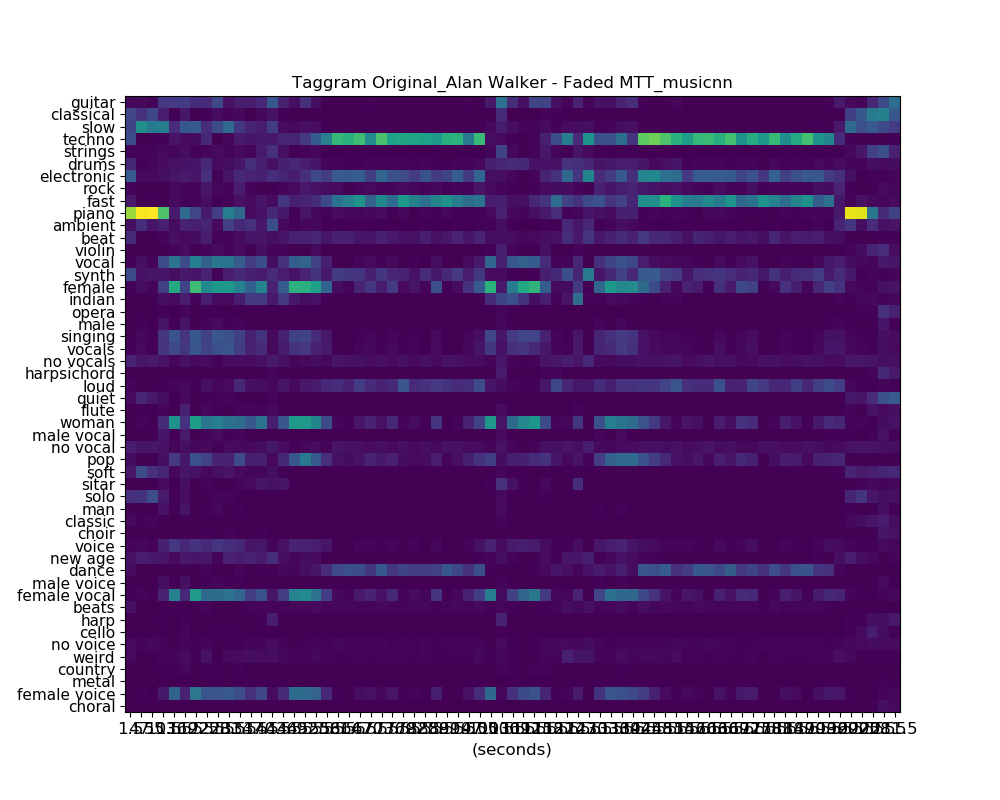 Taggram Original_Alan Walker - Faded MTT_musicnn
guitar
classical
slow
techno
strings
drums
electronic
rock
fast
piano
ambient
beat
violin
vocal
synth
female
indian
opera
male
singing
vocals
no vocals
harpsichord
loud
quiet
flute
woman
male vocal
no vocal
pop
soft
sitar
solo
man
classic
choir
voice
new age
dance
male voice
female vocal
beats
harp
cello
no voice
weird
country
metal
female voice
choral
(seconds)